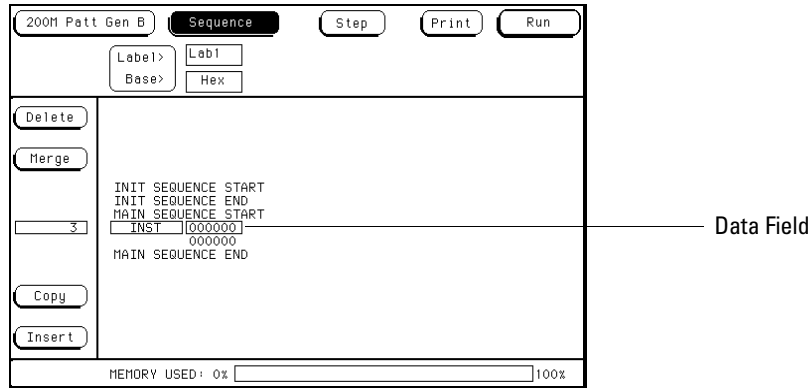 200M Patt Gen B Sequence Step Print Run
Label> Lab1
Base> Hex
Delete
Merge
INIT SEQUENCE START
INIT SEQUENCE END
MAIN SEQUENCE START
3 INST 000000 Data Field
000000
MAIN SEQUENCE END
Copy
Insert
MEMORY USED: 0% 100%